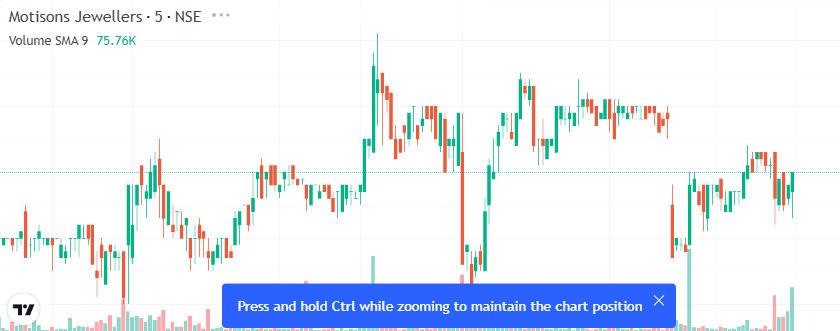 Motisons Jewellers · 5 · NSE
Volume SMA 9 75.76K
Press and hold Ctrl while zooming to maintain the chart position